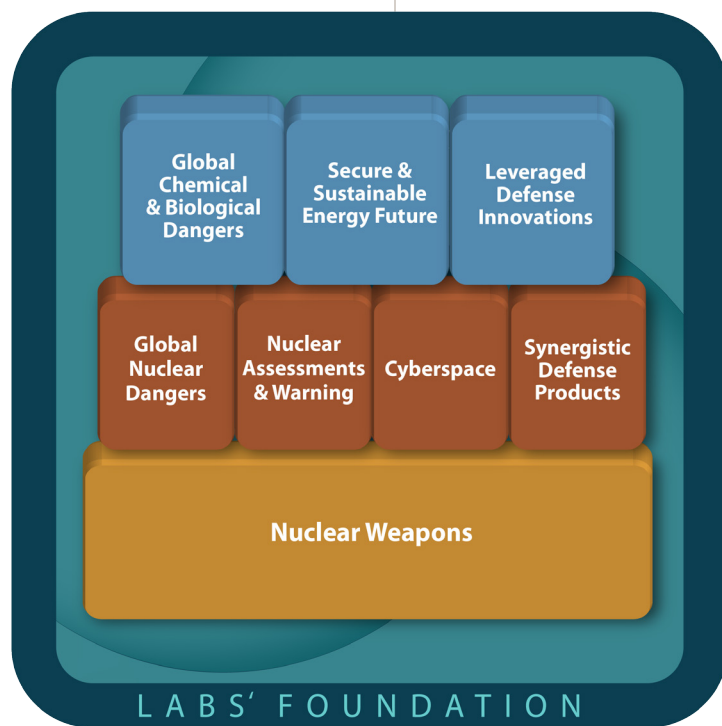 Global
Chemical
& Biological
Dangers
Secure &
Sustainable
Energy Future
Leveraged
Defense
Innovations
Global
Nuclear
Dangers
Nuclear
Assessments
& Warning
Cyberspace
Synergistic
Defense
Products
Nuclear Weapons
LABS‘ FOUNDATION